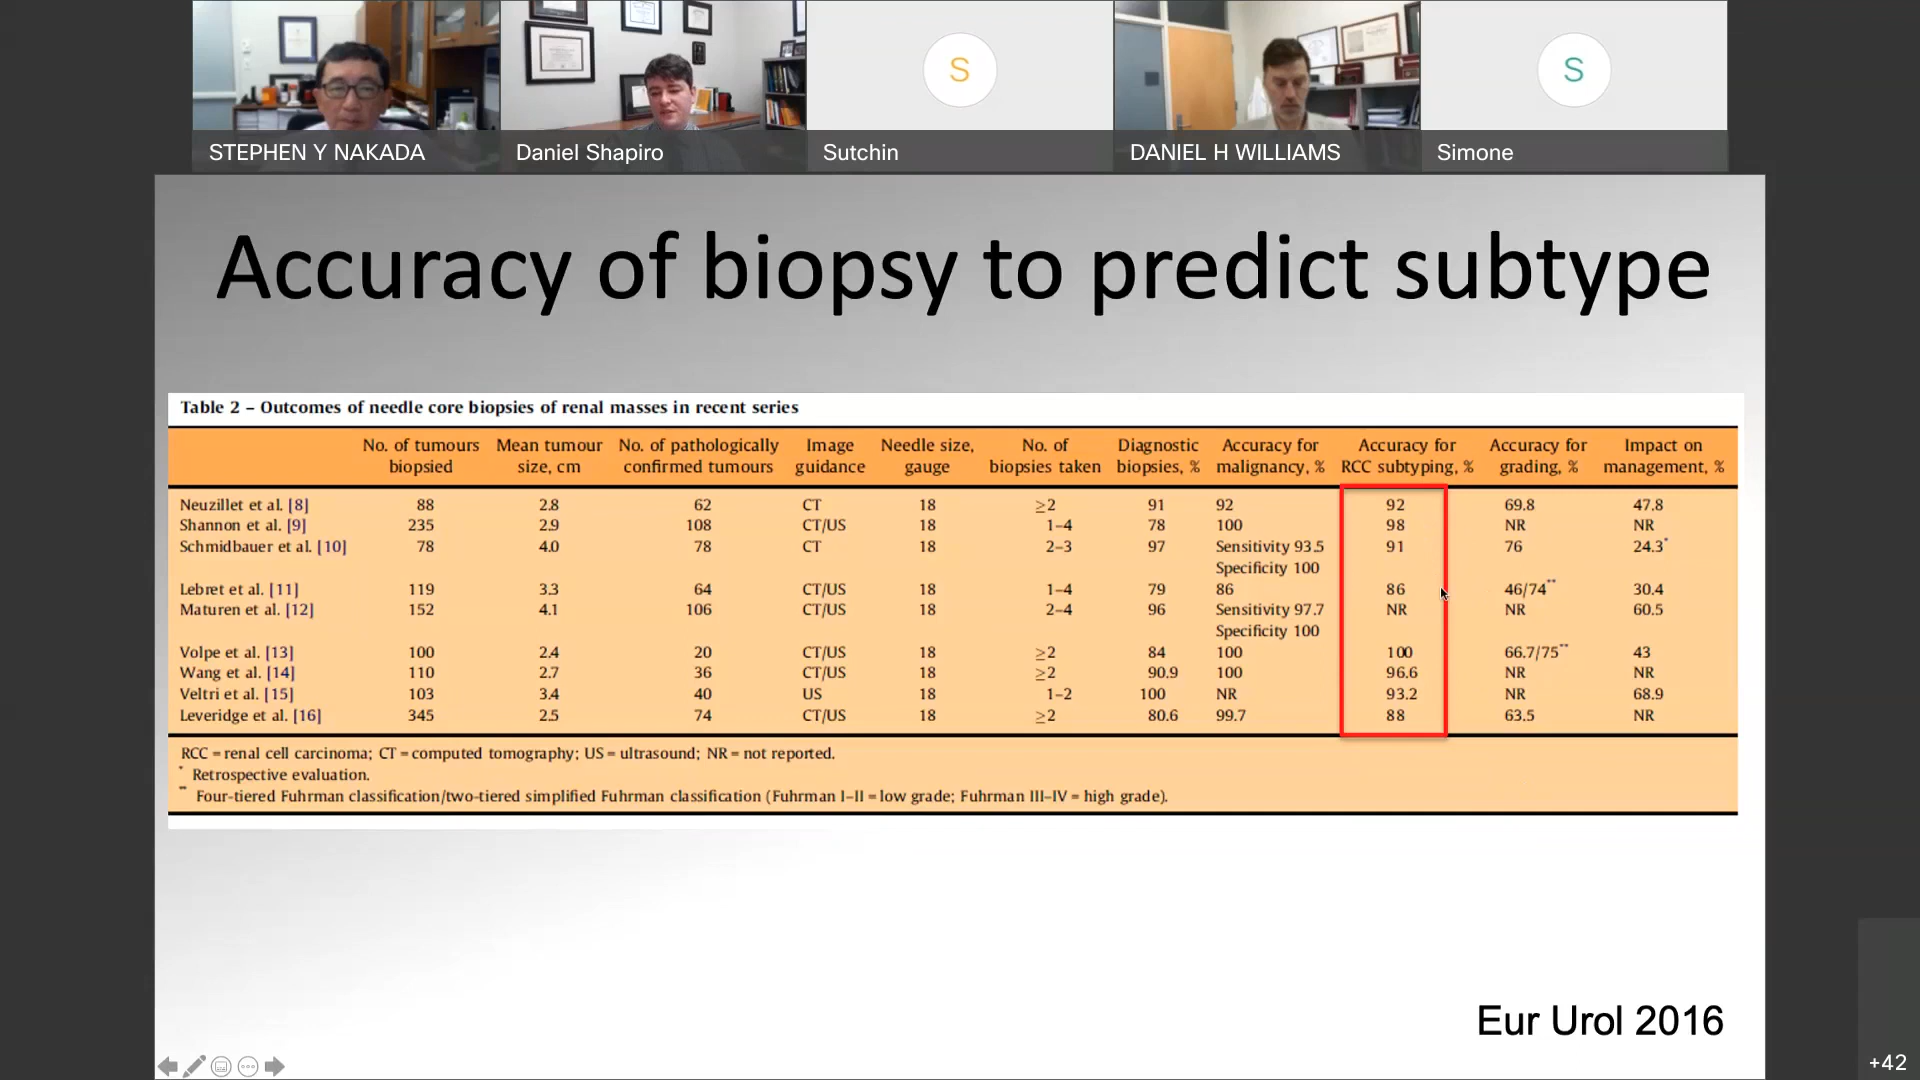 STEPHEN Y NAKADA
Daniel Shapiro
S
Sutchin
DANIEL H WILLIAMS
S
Simone
Accuracy of biopsy to predict subtype
Table 2 – Outcomes of needle core biopsies of renal masses in recent series
No. of tumours biopsied Mean tumour size, cm No. of pathologically confirmed tumours Image guidance Needle size, gauge No. of biopsies taken Diagnostic biopsies, % Accuracy for malignancy, % Accuracy for RCC subtyping, % Accuracy for grading, % Impact on management, %
Neuzillet et al. [8] 88 2.8 62 CT 18 ≥2 91 92 92 69.8 47.8
Shannon et al. [9] 235 2.9 108 CT/US 18 1–4 78 100 98 NR NR
Schmidbauer et al. [10] 78 4.0 78 CT 18 2–3 97 Sensitivity 93.5 91 76 24.3*
Specificity 100
Lebret et al. [11] 119 3.3 64 CT/US 18 1–4 79 86 86 46/74**
30.4
Maturen et al. [12] 152 4.1 106 CT/US 18 2–4 96 Sensitivity 97.7 NR NR 60.5
Specificity 100
Volpe et al. [13] 100 2.4 20 CT/US 18 ≥2 84 100 100 66.7/75** 43
Wang et al. [14] 110 2.7 36 CT/US 18 ≥2 90.9 100 96.6 NR NR
Veltri et al. [15] 103 3.4 40 US 18 1–2 100 NR 93.2 NR 68.9
Leveridge et al. [16] 345 2.5 74 CT/US 18 ≥2 80.6 99.7 88 63.5 NR
RCC = renal cell carcinoma; CT = computed tomography; US = ultrasound; NR = not reported.
* Retrospective evaluation.
** Four-tiered Fuhrman classification/two-tiered simplified Fuhrman classification (Fuhrman I–II = low grade; Fuhrman III–IV = high grade).
Eur Urol 2016
+42